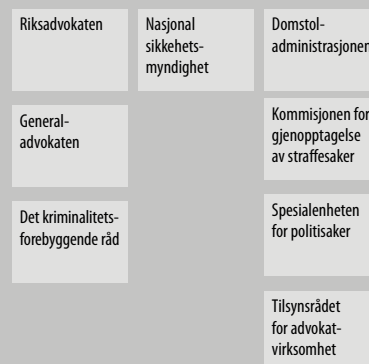 Riksadvokaten
General-
advokaten
Det kriminalitets-
forebyggende råd
Nasjonal
sikkehets-
myndighet
Domstol-
administrasjonen
Kommisjonen for
gjenopptagelse
av straffesaker
Spesialenheten
for politisaker
Tilsynsrådet
for advokat-
virksomhet